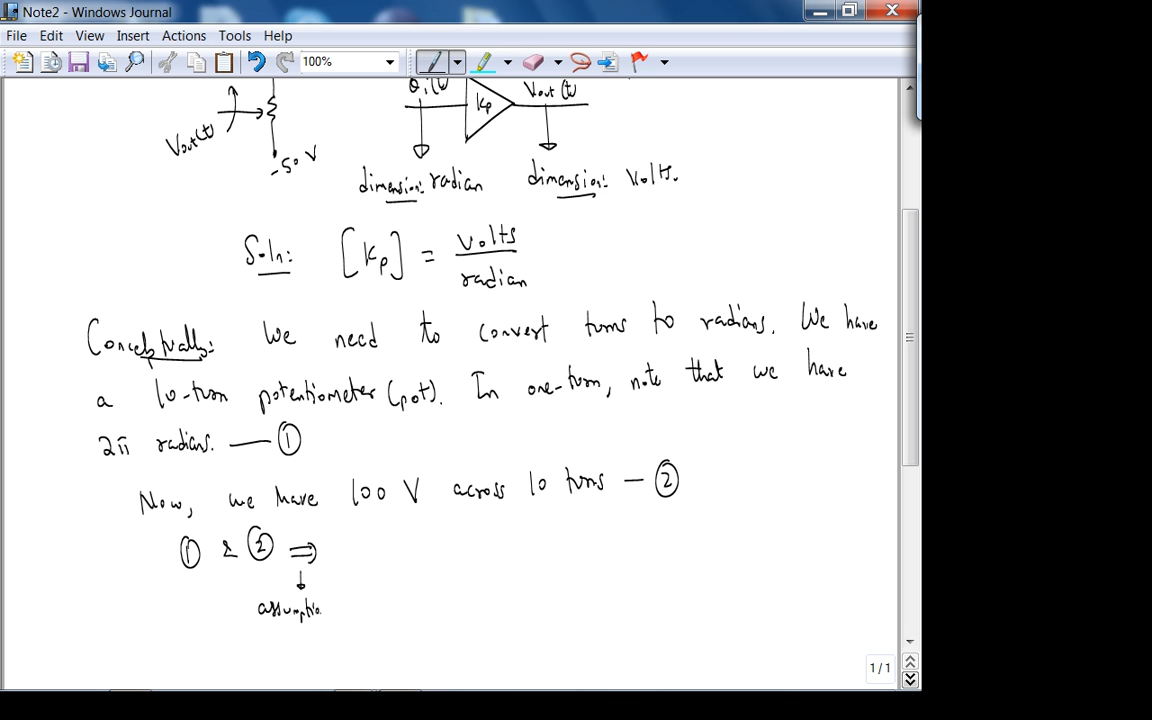 Note2 - Windows Journal
File Edit View Insert Actions Tools Help
100%
θi(t) Kp Vout(t)
Vout(t)
-50 V
dimension: radian dimension: Volts.
Soln: [Kp] = volts / radian
Conceptually: We need to convert turns to radians. We have
a 10-turn potentiometer (pot). In one-turn, note that we have
2π radians. — ①
Now, we have 100 V across 10 turns — ②
① & ② ⇒
assumptio
1/1